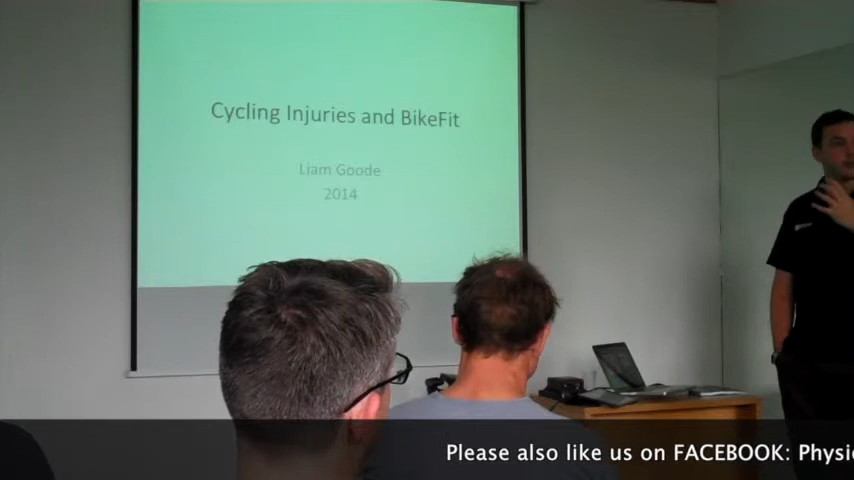 Cycling Injuries and BikeFit
Liam Goode
2014
Please also like us on FACEBOOK: